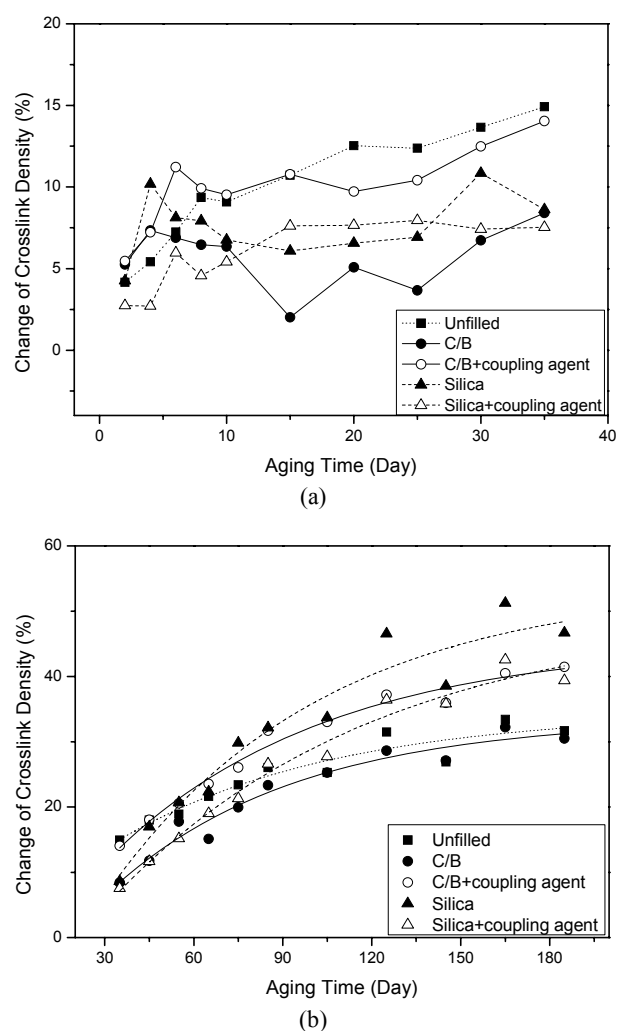 20
15
10
5
0
Change of Crosslink Density (%)
Unfilled
C/B
C/B+coupling agent
Silica
Silica+coupling agent
0 10 20 30 40
Aging Time (Day)
(a)
60
40
20
0
Change of Crosslink Density (%)
Unfilled
C/B
C/B+coupling agent
Silica
Silica+coupling agent
30 60 90 120 150 180
Aging Time (Day)
(b)